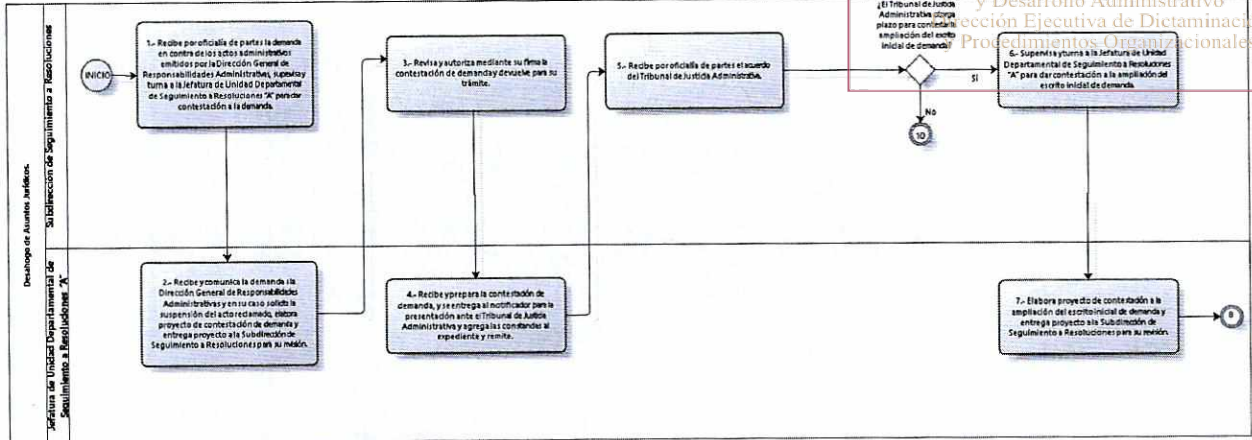 Desahogo de Asuntos Jurídicos.
Subdirección de Seguimiento a Resoluciones
INICIO
1.- Recibe por oficialía de partes la demanda
en contra de los actos administrativos
emitidos por la Dirección General de
Responsabilidades Administrativas, supervisa y
turna a la Jefatura de Unidad Departamental
de Seguimiento a Resoluciones "A" para dar
contestación a la demanda.
3.- Revisa y autoriza mediante su firma la
contestación de demanda y devuelve para su
trámite.
5.- Recibe por oficialía de partes el acuerdo
del Tribunal de Justicia Administrativa.
¿El Tribunal de Justicia
Administrativa otorga
plazo para contestar la
ampliación del escrito
inicial de demanda?
Si
No
10
y Desarrollo Administrativo
Dirección Ejecutiva de Dictaminaci
Procedimientos Organizacionales
6.- Supervisa y turna a la Jefatura de Unidad
Departamental de Seguimiento a Resoluciones
"A" para dar contestación a la ampliación del
escrito inicial de demanda.
Jefatura de Unidad Departamental de
Seguimiento a Resoluciones "A"
2.- Recibe y comunica la demanda a la
Dirección General de Responsabilidades
Administrativas y en su caso solicita la
suspensión del acto reclamado, elabora
proyecto de contestación de demanda y
entrega proyecto a la Subdirección de
Seguimiento a Resoluciones para su revisión.
4.- Recibe y prepara la contestación de
demanda, y se entrega al notificador para la
presentación ante el Tribunal de Justicia
Administrativa y agrega las constancias al
expediente y remite.
7.- Elabora proyecto de contestación a la
ampliación del escrito inicial de demanda y
entrega proyecto a la Subdirección de
Seguimiento a Resoluciones para su revisión.